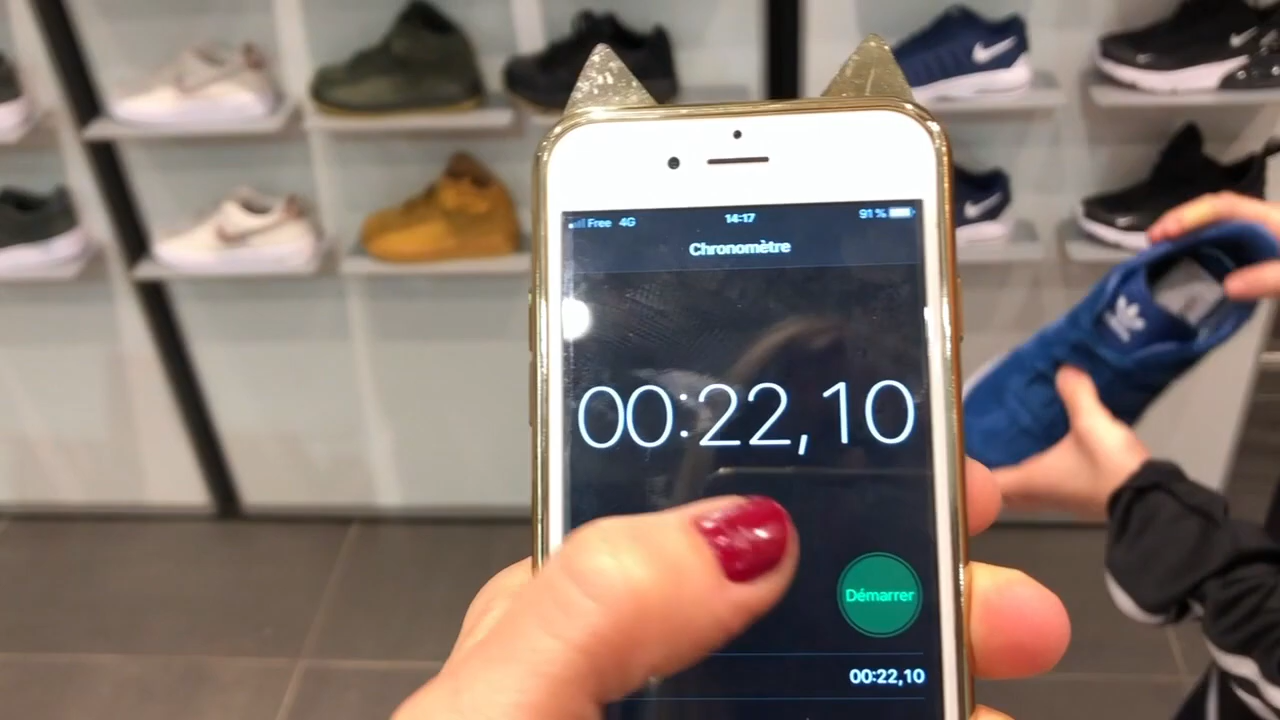 Free 4G 14:17 91 %
Chronomètre
00:22,10
Démarrer
00:22,10